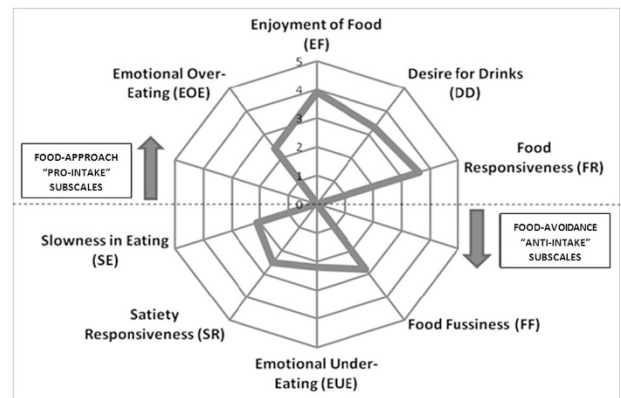 Enjoyment of Food
(EF)
Emotional Over-
Eating (EOE)
Desire for Drinks
(DD)
5
4
3
2
1
0
FOOD-APPROACH
"PRO-INTAKE"
SUBSCALES
Food
Responsiveness (FR)
Slowness in Eating
(SE)
FOOD-AVOIDANCE
"ANTI-INTAKE"
SUBSCALES
Satiety
Responsiveness (SR)
Food Fussiness (FF)
Emotional Under-
Eating (EUE)